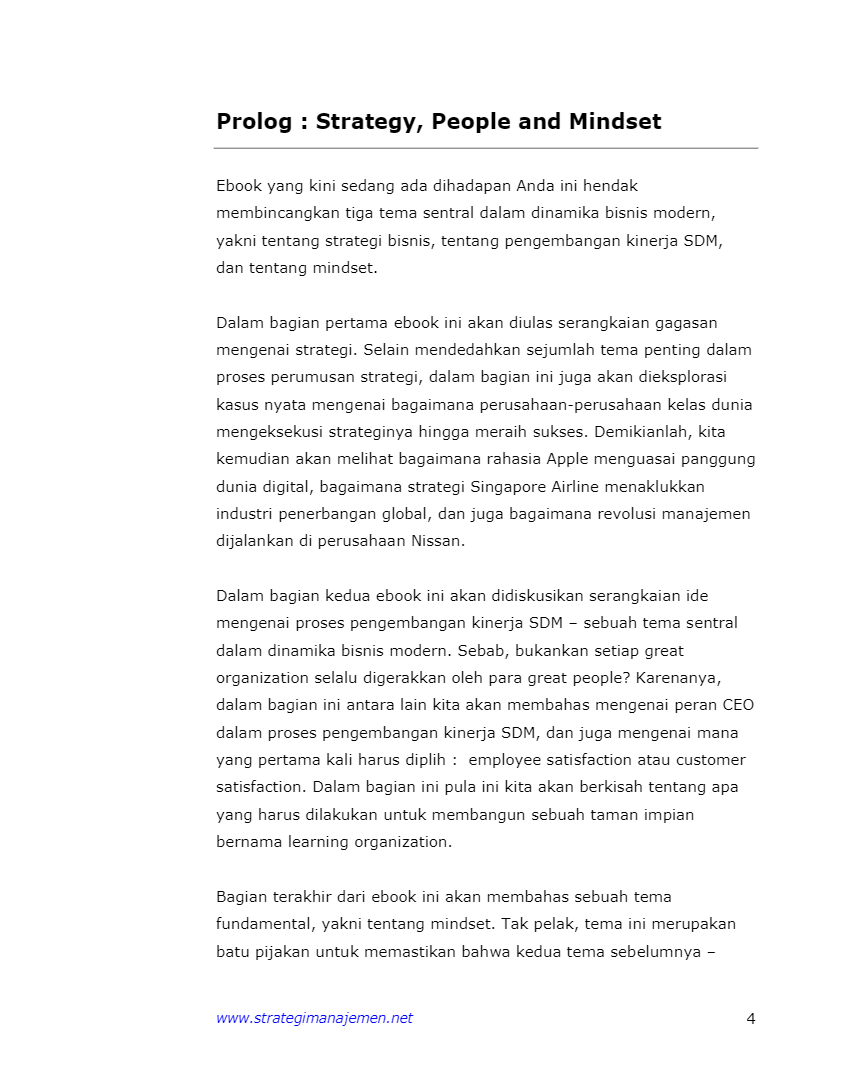 Prolog : Strategy, People and Mindset
Ebook yang kini sedang ada dihadapan Anda ini hendak
membincangkan tiga tema sentral dalam dinamika bisnis modern,
yakni tentang strategi bisnis, tentang pengembangan kinerja SDM,
dan tentang mindset.
Dalam bagian pertama ebook ini akan diulas serangkaian gagasan
mengenai strategi. Selain mendedahkan sejumlah tema penting dalam
proses perumusan strategi, dalam bagian ini juga akan dieksplorasi
kasus nyata mengenai bagaimana perusahaan-perusahaan kelas dunia
mengeksekusi strateginya hingga meraih sukses. Demikianlah, kita
kemudian akan melihat bagaimana rahasia Apple menguasai panggung
dunia digital, bagaimana strategi Singapore Airline menaklukkan
industri penerbangan global, dan juga bagaimana revolusi manajemen
dijalankan di perusahaan Nissan.
Dalam bagian kedua ebook ini akan didiskusikan serangkaian ide
mengenai proses pengembangan kinerja SDM – sebuah tema sentral
dalam dinamika bisnis modern. Sebab, bukankan setiap great
organization selalu digerakkan oleh para great people? Karenanya,
dalam bagian ini antara lain kita akan membahas mengenai peran CEO
dalam proses pengembangan kinerja SDM, dan juga mengenai mana
yang pertama kali harus diplih :  employee satisfaction atau customer
satisfaction. Dalam bagian ini pula ini kita akan berkisah tentang apa
yang harus dilakukan untuk membangun sebuah taman impian
bernama learning organization.
Bagian terakhir dari ebook ini akan membahas sebuah tema
fundamental, yakni tentang mindset. Tak pelak, tema ini merupakan
batu pijakan untuk memastikan bahwa kedua tema sebelumnya –
www.strategimanajemen.net 4